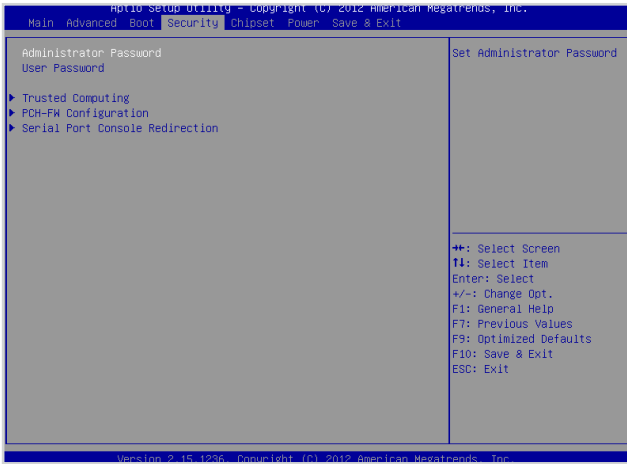 Aptio Setup Utility – Copyright (C) 2012 American Megatrends, Inc.
Main Advanced Boot Security Chipset Power Save & Exit
Administrator Password
User Password
Trusted Computing
PCH-FW Configuration
Serial Port Console Redirection
Set Administrator Password
→←: Select Screen
↑↓: Select Item
Enter: Select
+/-: Change Opt.
F1: General Help
F7: Previous Values
F9: Optimized Defaults
F10: Save & Exit
ESC: Exit
Version 2.15.1236. Copyright (C) 2012 American Megatrends, Inc.